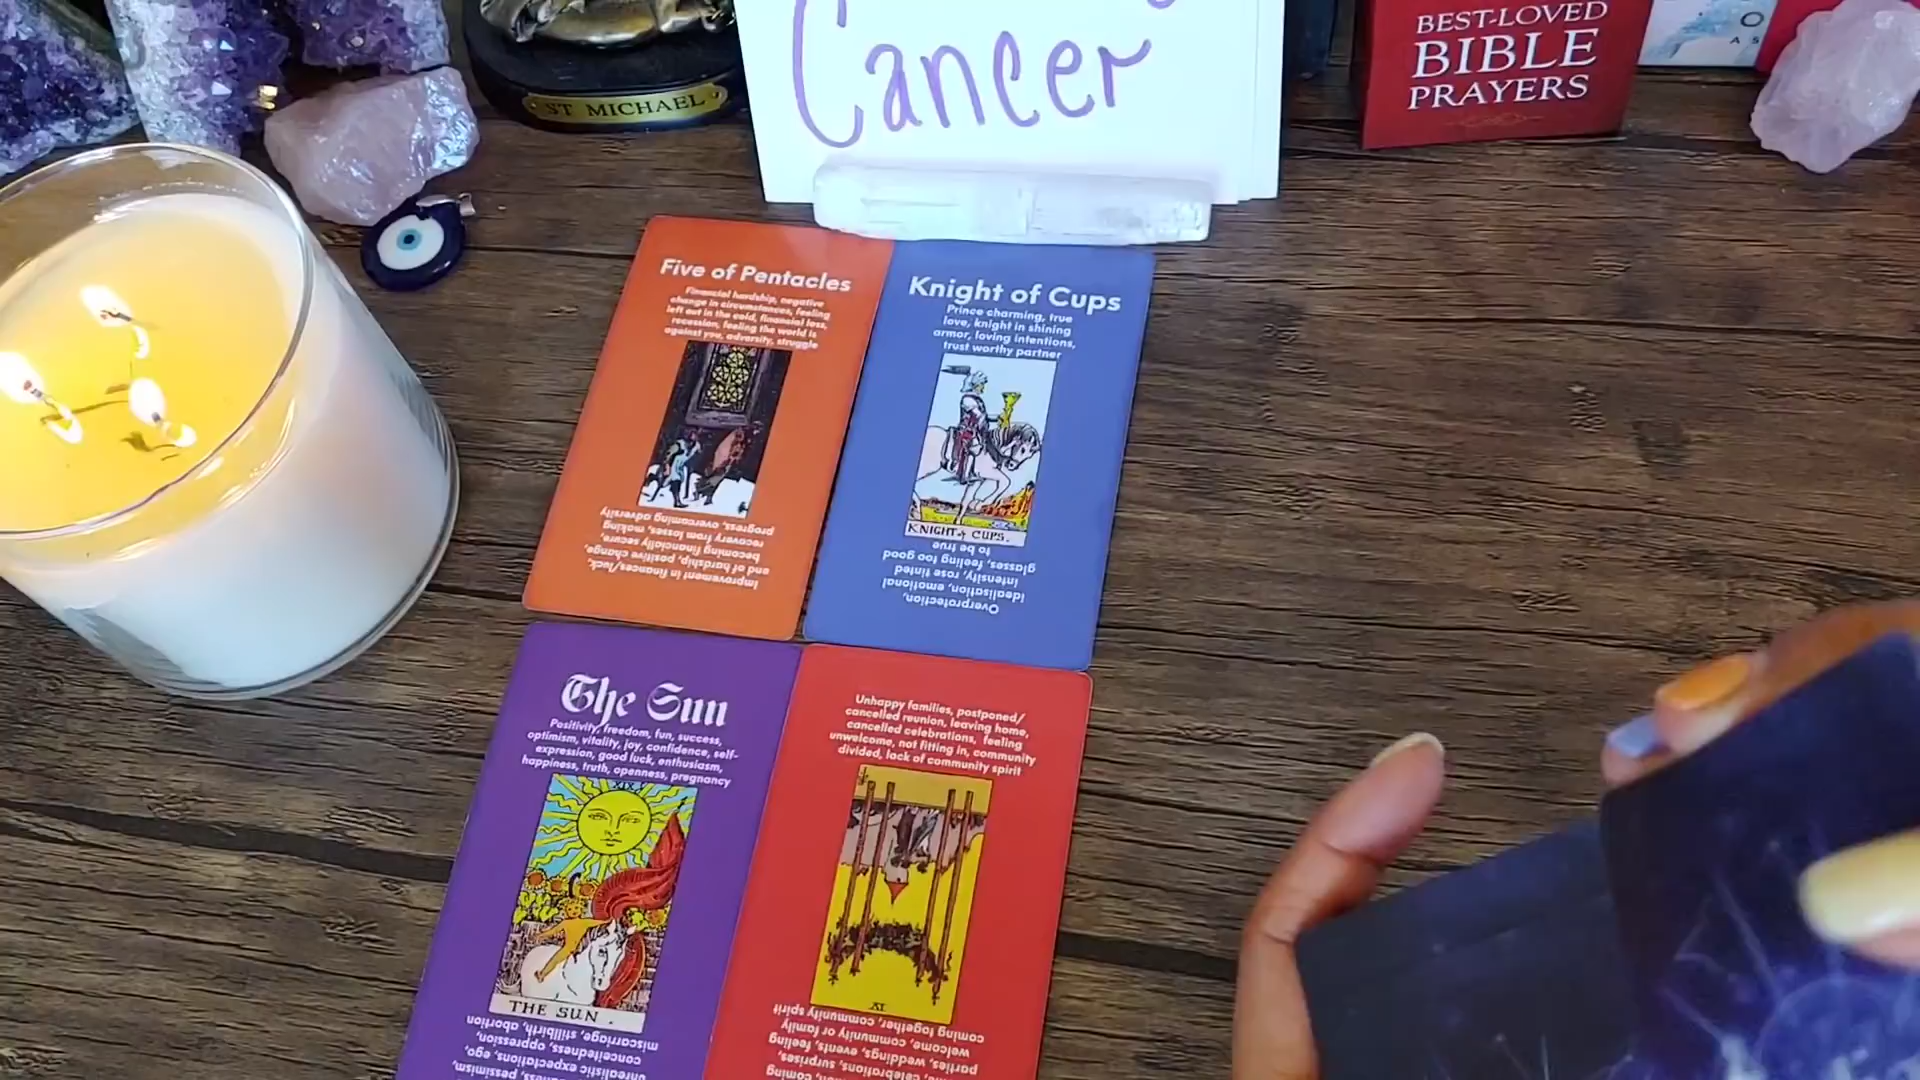 Cancer
ST MICHAEL
BEST-LOVED
BIBLE
PRAYERS
O
A S
Five of Pentacles
Financial hardship, negative
change in circumstances, feeling
left out in the cold, financial loss,
recession, feeling the world is
against you, adversity, struggle
Improvement in finances/luck,
end of hardship, positive change,
becoming financially secure,
recovery from losses, making
progress, overcoming adversity
Knight of Cups
Prince charming, true
love, knight in shining
armor, loving intentions,
trust worthy partner
KNIGHT of CUPS.
Overprotection,
idealisation, emotional
intensity, rose tinted
glasses, feeling too good
to be true
The Sun
Positivity, freedom, fun, success,
optimism, vitality, joy, confidence, self-
expression, good luck, enthusiasm,
happiness, truth, openness, pregnancy
XIX
THE SUN.
pessimism,
unrealistic expectations, ego,
conceitedness, oppression,
miscarriage, stillbirth, abortion
Unhappy families, postponed/
cancelled reunion, leaving home,
cancelled celebrations, feeling
unwelcome, not fitting in, community
divided, lack of community spirit
IV
coming
celebrations, surprises,
parties, weddings, events, feeling
welcome, community or family
coming together, community spirit